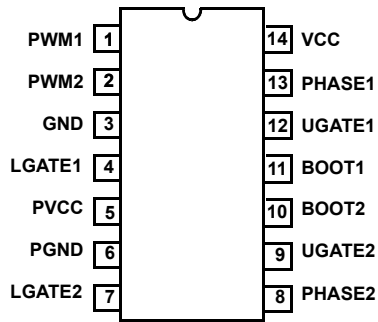 PWM1 1 14 VCC
PWM2 2 13 PHASE1
GND 3 12 UGATE1
LGATE1 4 11 BOOT1
PVCC 5 10 BOOT2
PGND 6 9 UGATE2
LGATE2 7 8 PHASE2